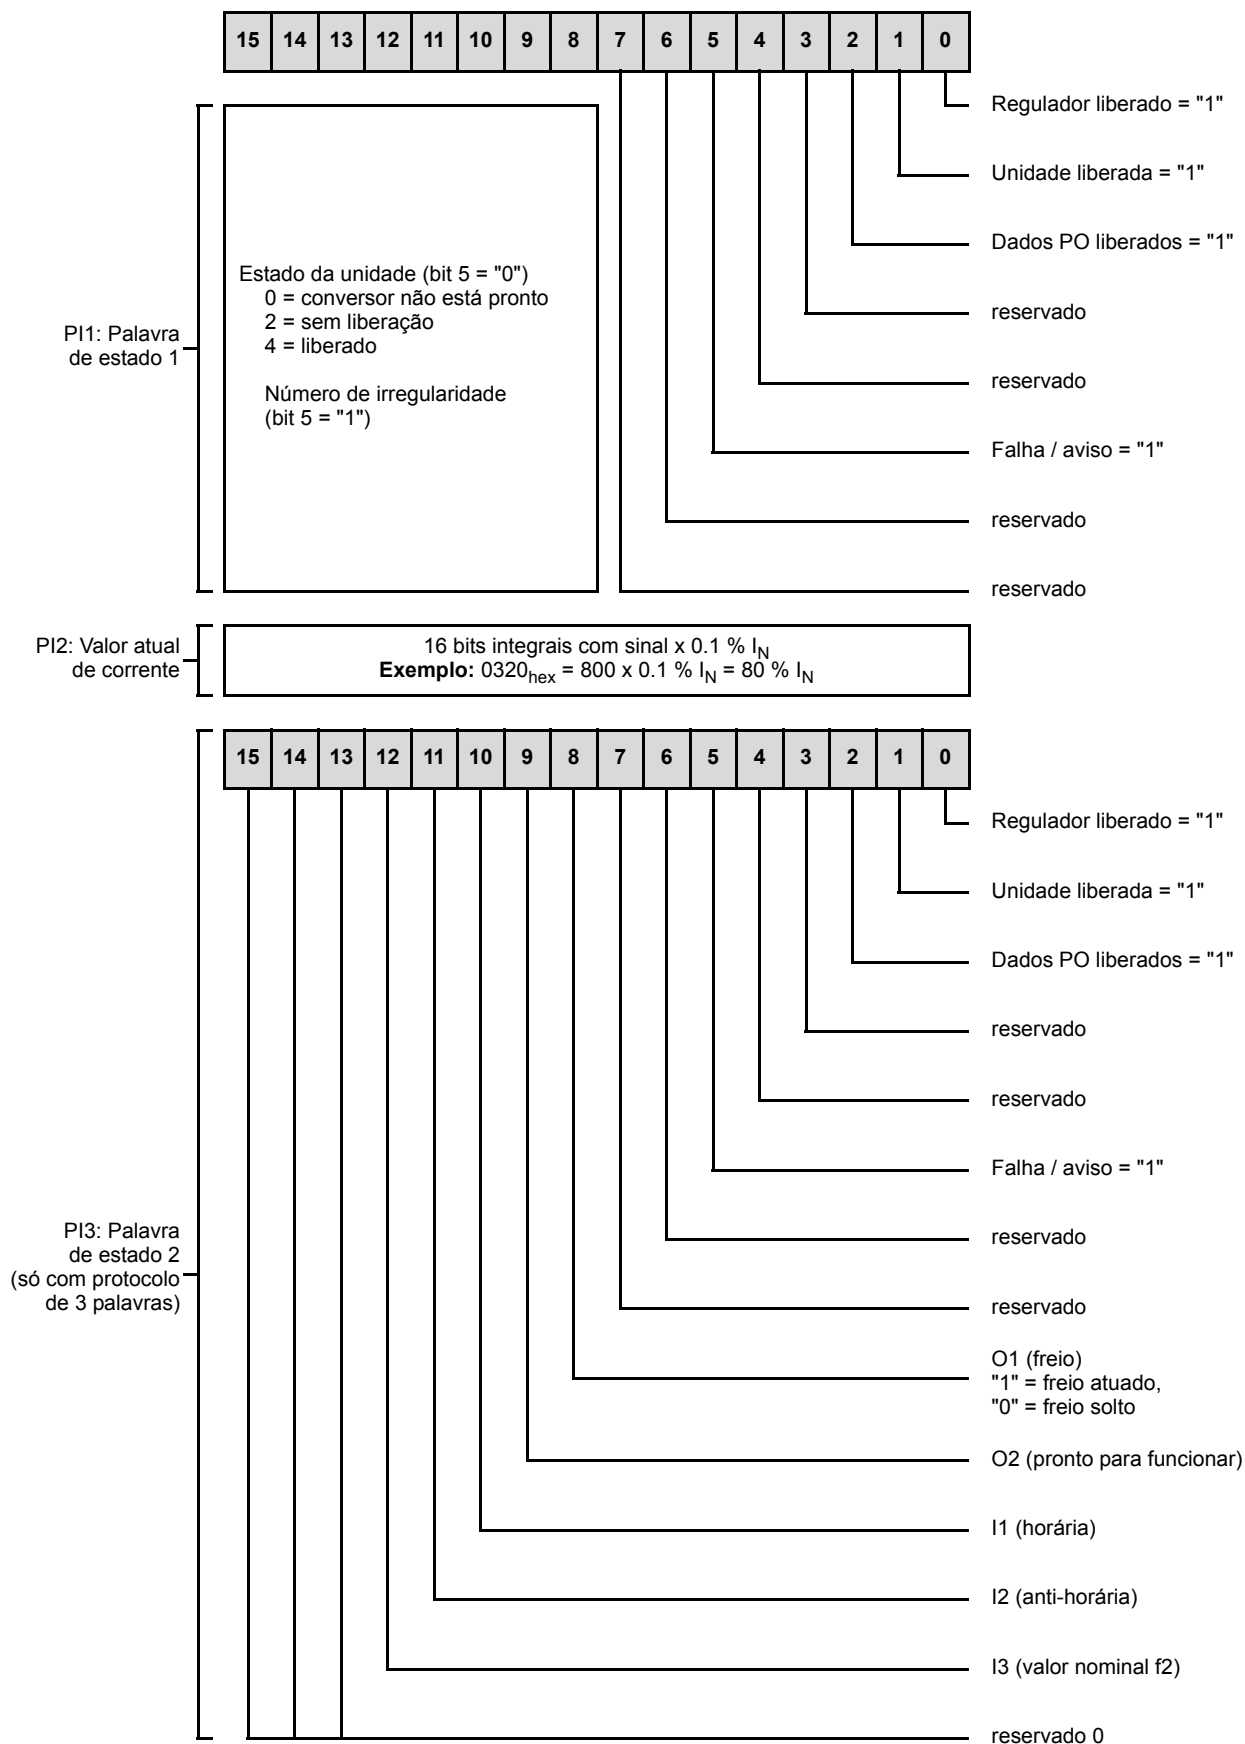 15 14 13 12 11 10 9 8 7 6 5 4 3 2 1 0
Regulador liberado = "1"
Unidade liberada = "1"
Dados PO liberados = "1"
reservado
reservado
Falha / aviso = "1"
reservado
reservado
PI1: Palavra
de estado 1
Estado da unidade (bit 5 = "0")
0 = conversor não está pronto
2 = sem liberação
4 = liberado
Número de irregularidade
(bit 5 = "1")
PI2: Valor atual
de corrente
16 bits integrais com sinal x 0.1 % I_N
Exemplo: 0320_hex = 800 x 0.1 % I_N = 80 % I_N
15 14 13 12 11 10 9 8 7 6 5 4 3 2 1 0
Regulador liberado = "1"
Unidade liberada = "1"
Dados PO liberados = "1"
reservado
reservado
Falha / aviso = "1"
reservado
reservado
O1 (freio)
"1" = freio atuado,
"0" = freio solto
O2 (pronto para funcionar)
I1 (horária)
I2 (anti-horária)
I3 (valor nominal f2)
reservado 0
PI3: Palavra
de estado 2
(só com protocolo
de 3 palavras)